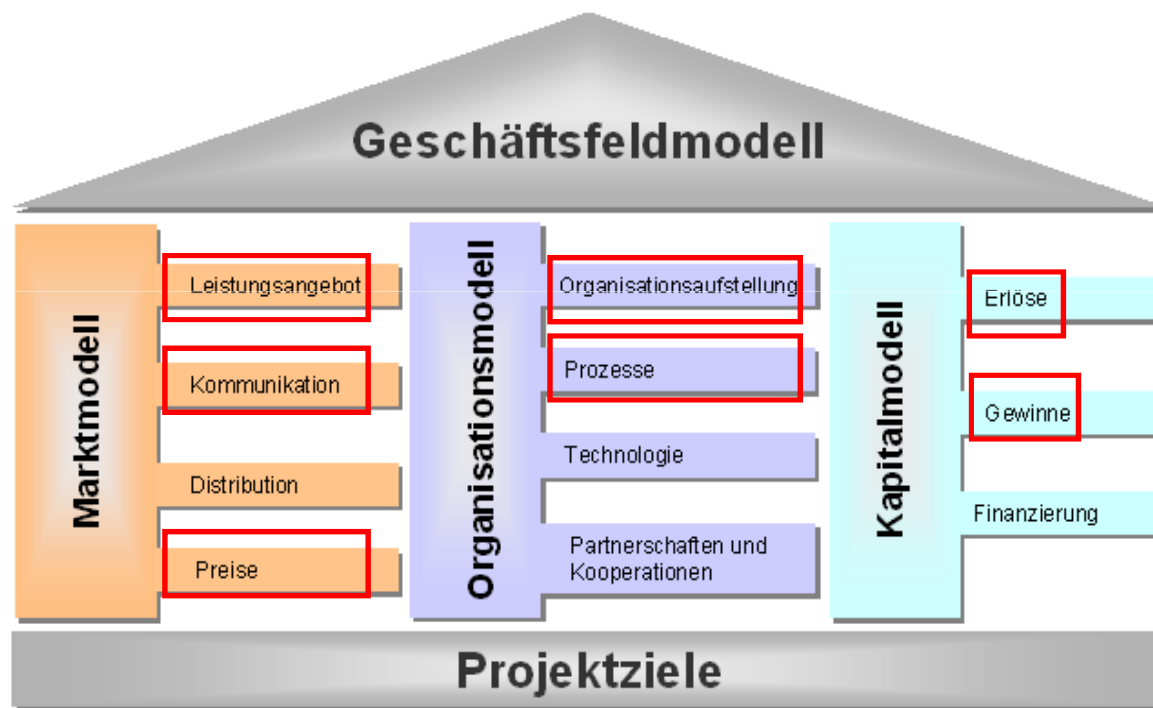 Geschäftsfeldmodell
Marktmodell
Leistungsangebot
Kommunikation
Distribution
Preise
Organisationsmodell
Organisationsaufstellung
Prozesse
Technologie
Partnerschaften und
Kooperationen
Kapitalmodell
Erlöse
Gewinne
Finanzierung
Projektziele